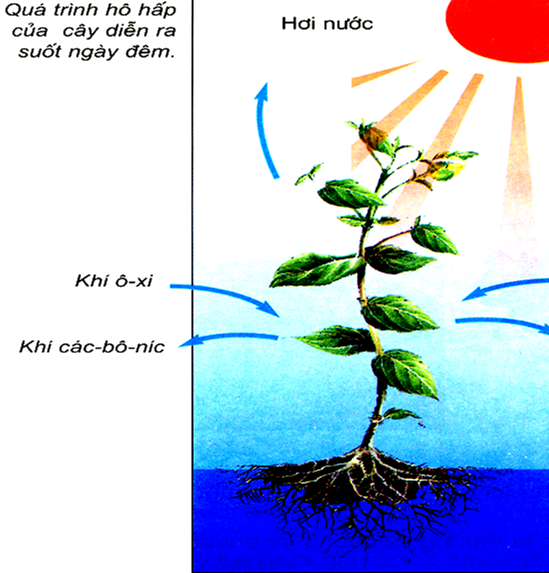 Quá trình hô hấp
của cây diễn ra
suốt ngày đêm.
Hơi nước
Khí ô-xi
Khí các-bô-níc